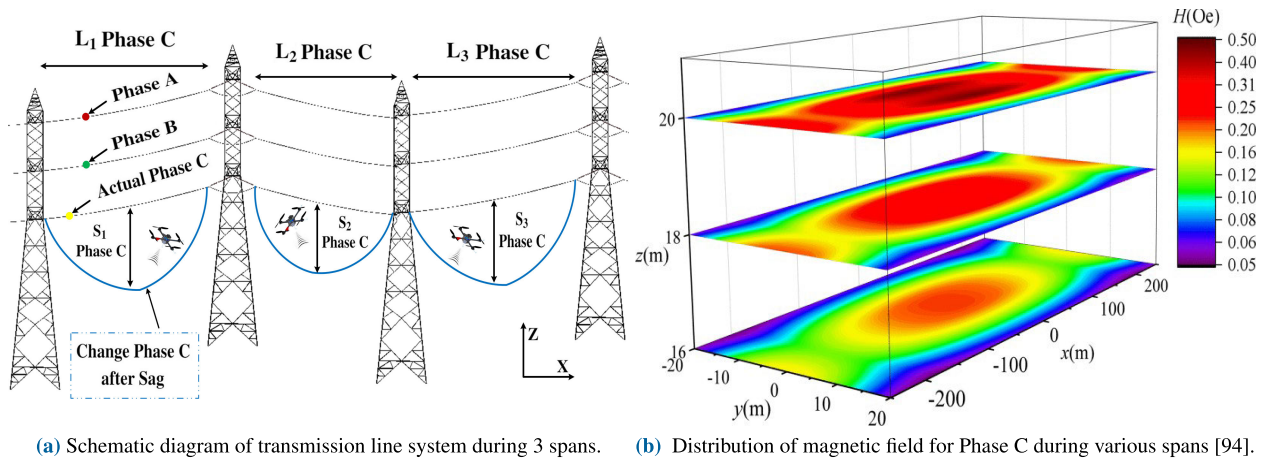 L₁ Phase C
L₂ Phase C
L₃ Phase C
Phase A
Phase B
Actual Phase C
S₁
Phase C
S₂
Phase C
S₃
Phase C
Change Phase C
after Sag
Z
X
(a) Schematic diagram of transmission line system during 3 spans.
H(Oe)
0.50
0.40
0.31
0.25
0.20
0.16
0.12
0.10
0.08
0.06
0.05
20
18
16
z(m)
-20
-10
0
10
20
y(m)
-200
-100
0
100
200
x(m)
(b) Distribution of magnetic field for Phase C during various spans [94].